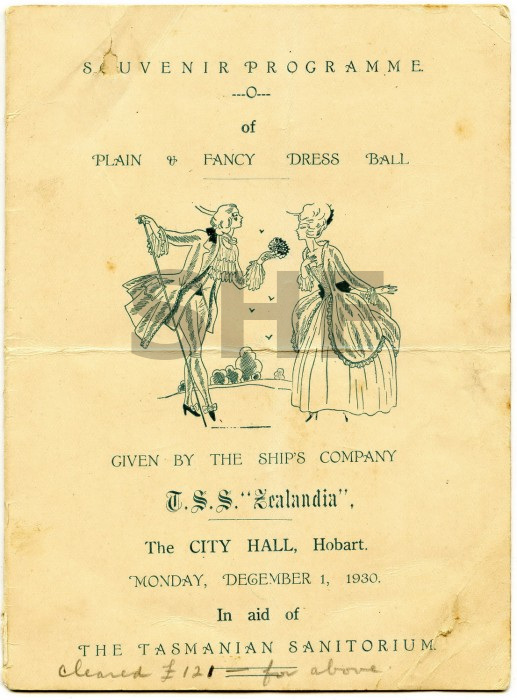 SOUVENIR PROGRAMME.
---O---
of
PLAIN & FANCY DRESS BALL
SHP
GIVEN BY THE SHIP'S COMPANY
T.S.S. "Zealandia",
The CITY HALL, Hobart.
MONDAY, DECEMBER 1, 1930.
In aid of
THE TASMANIAN SANITORIUM.
cleared £121 = for above.